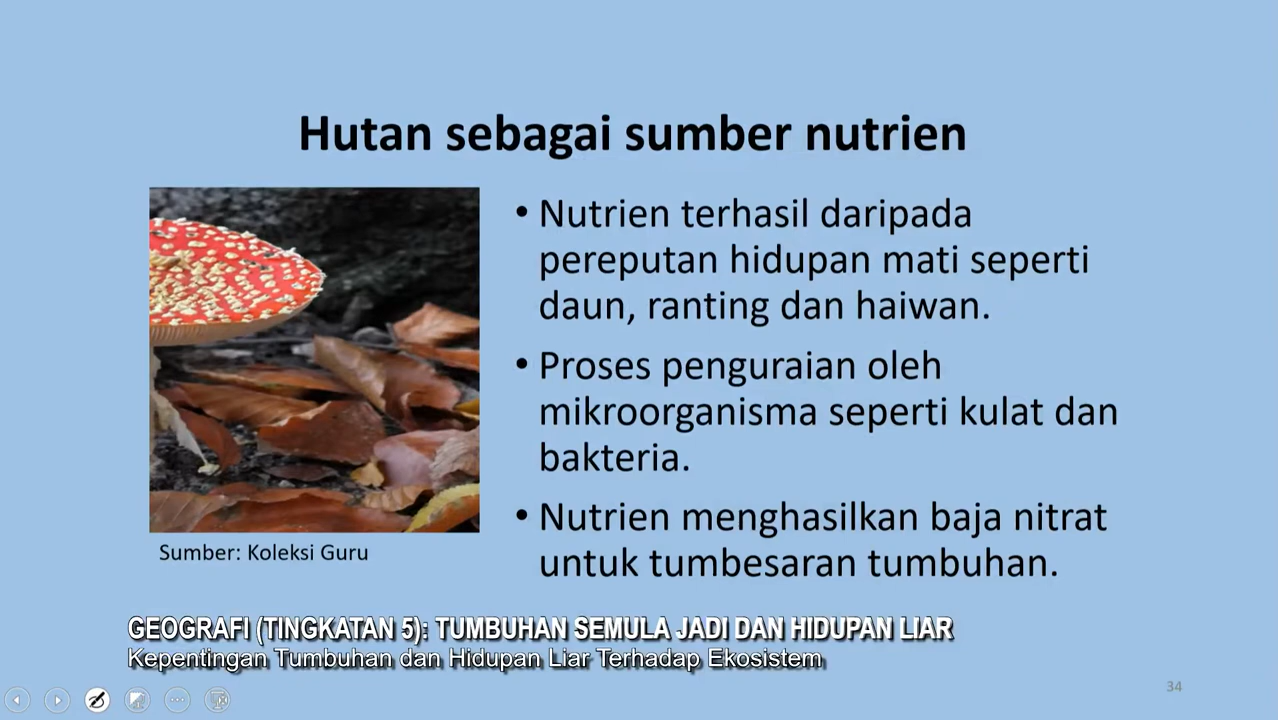 Hutan sebagai sumber nutrien
• Nutrien terhasil daripada
pereputan hidupan mati seperti
daun, ranting dan haiwan.
• Proses penguraian oleh
mikroorganisma seperti kulat dan
bakteria.
• Nutrien menghasilkan baja nitrat
untuk tumbesaran tumbuhan.
Sumber: Koleksi Guru
GEOGRAFI (TINGKATAN 5): TUMBUHAN SEMULA JADI DAN HIDUPAN LIAR
Kepentingan Tumbuhan dan Hidupan Liar Terhadap Ekosistem
34